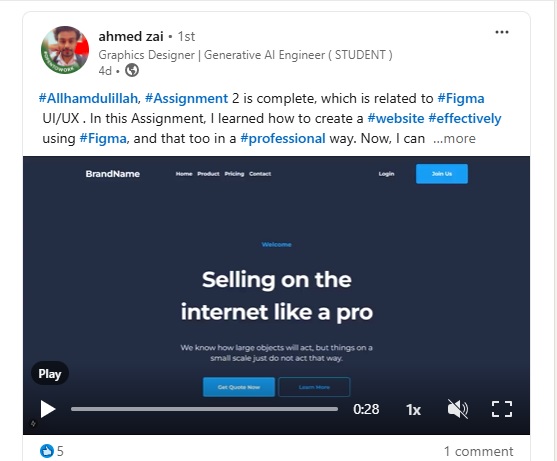 ahmed zai • 1st
Graphics Designer | Generative AI Engineer ( STUDENT )
4d •
#Allhamdulillah, #Assignment 2 is complete, which is related to #Figma
UI/UX . In this Assignment, I learned how to create a #website #effectively
using #Figma, and that too in a #professional way. Now, I can ...more
BrandName Home Product Pricing Contact Login Join Us
Welcome
Selling on the
internet like a pro
We know how large objects will act, but things on a
small scale just do not act that way.
Get Quote Now Learn More
Play
0:28 1x
5 1 comment